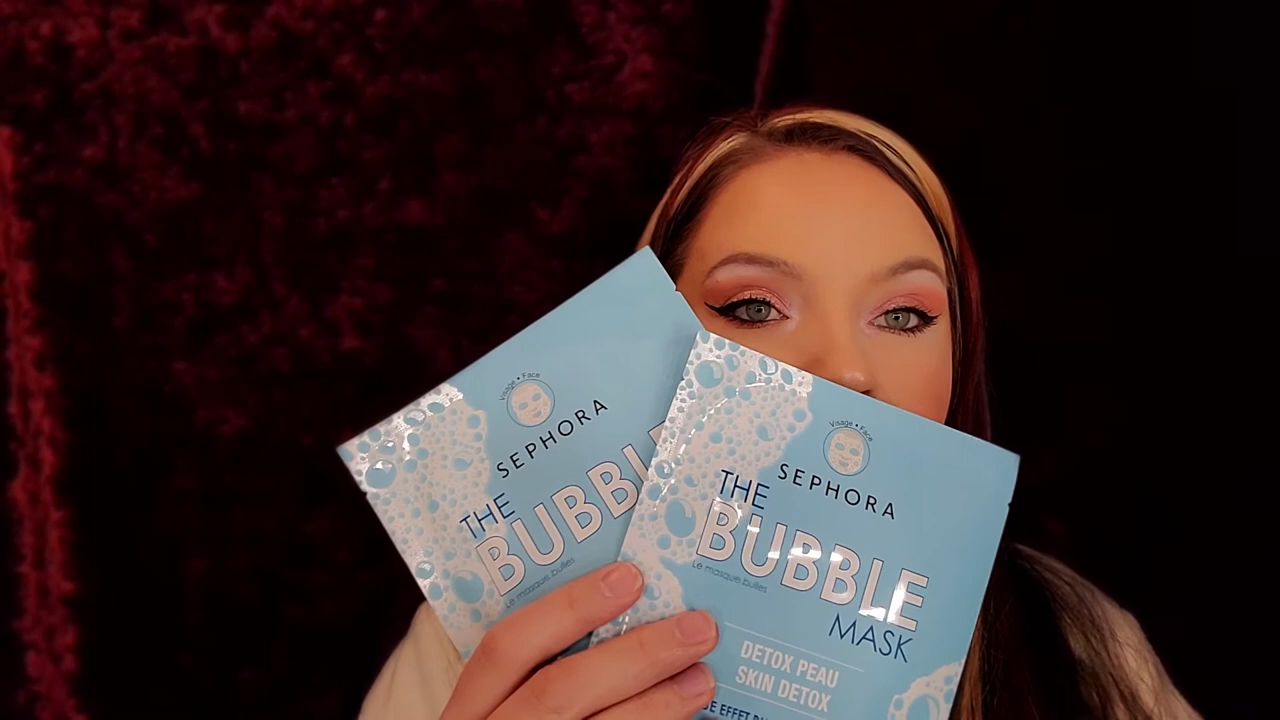 Visage • Face
SEPHORA
THE
BUBBL
Le masque bulles
Visage • Face
SEPHORA
THE
BUBBLE
Le masque bulles
MASK
DETOX PEAU
SKIN DETOX
EFFET